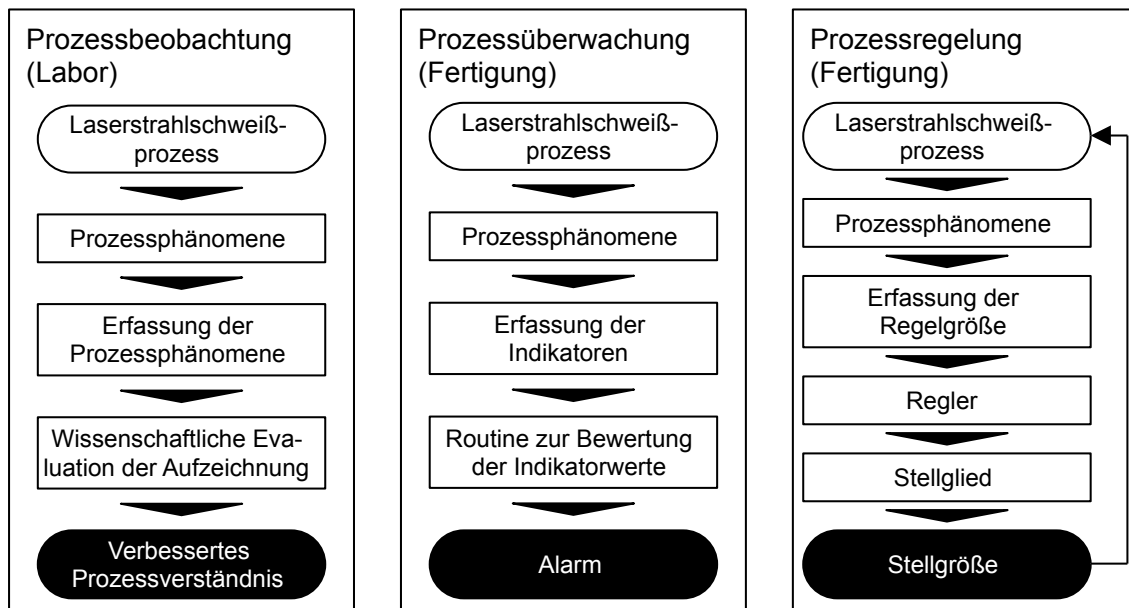 Prozessbeobachtung
(Labor)
Laserstrahlschweiß-
prozess
Prozessphänomene
Erfassung der
Prozessphänomene
Wissenschaftliche Eva-
luation der Aufzeichnung
Verbessertes
Prozessverständnis
Prozessüberwachung
(Fertigung)
Laserstrahlschweiß-
prozess
Prozessphänomene
Erfassung der
Indikatoren
Routine zur Bewertung
der Indikatorwerte
Alarm
Prozessregelung
(Fertigung)
Laserstrahlschweiß-
prozess
Prozessphänomene
Erfassung der
Regelgröße
Regler
Stellglied
Stellgröße